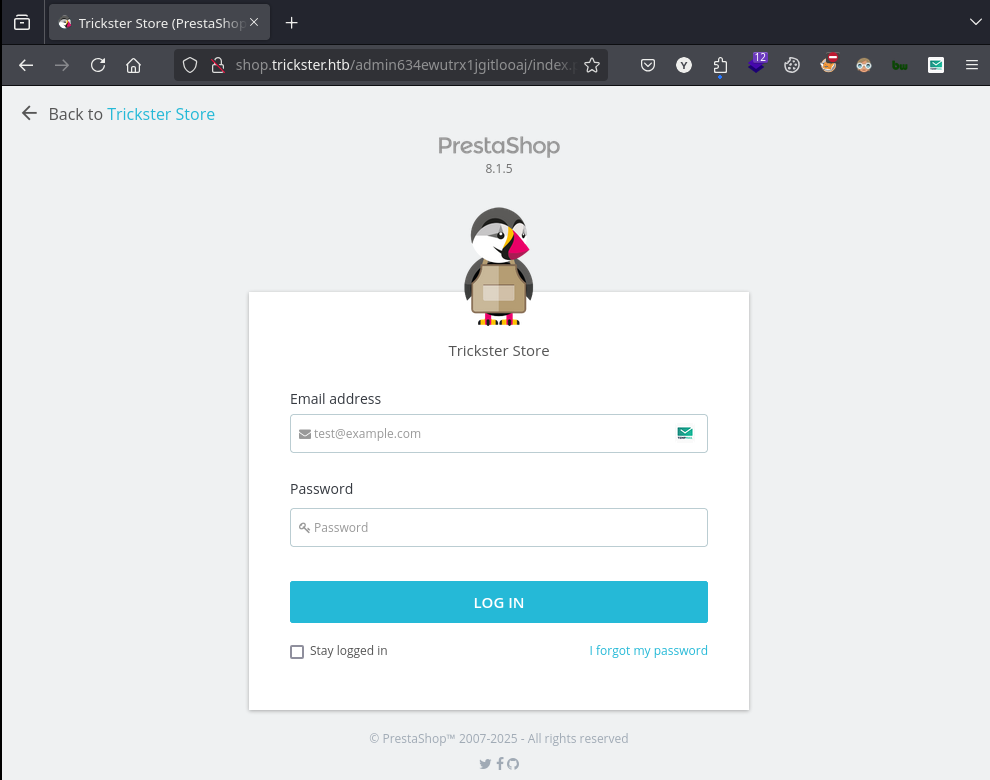 Trickster Store (PrestaShop
shop.trickster.htb/admin634ewutrx1jgitlooaj/index.
Y
12
Back to Trickster Store
PrestaShop
8.1.5
Trickster Store
Email address
test@example.com
Password
Password
LOG IN
Stay logged in
I forgot my password
© PrestaShop™ 2007-2025 - All rights reserved